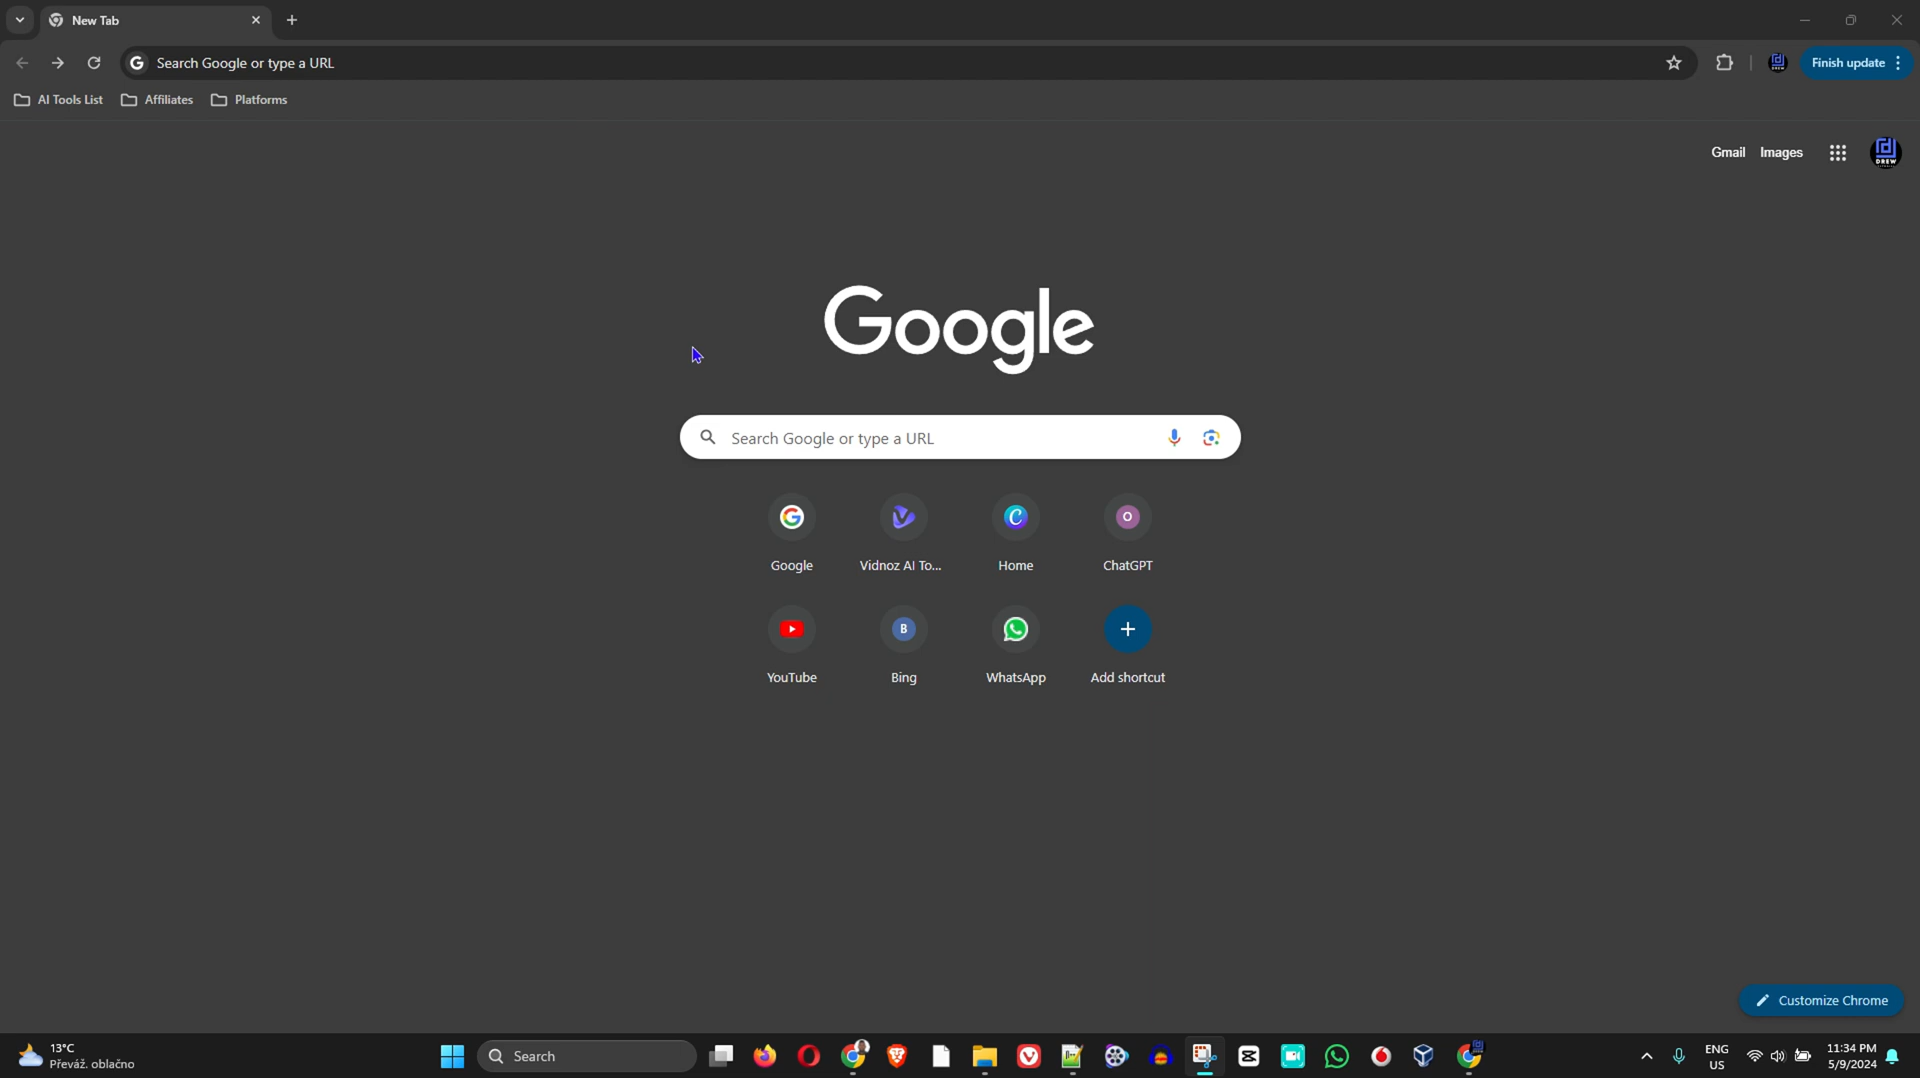 New Tab
Search Google or type a URL
Finish update
AI Tools List
Affiliates
Platforms
Gmail
Images
DREW
Google
Search Google or type a URL
Google
Vidnoz AI To...
Home
ChatGPT
YouTube
Bing
WhatsApp
Add shortcut
Customize Chrome
13°C
Převáž. oblačno
Search
ENG
US
11:34 PM
5/9/2024